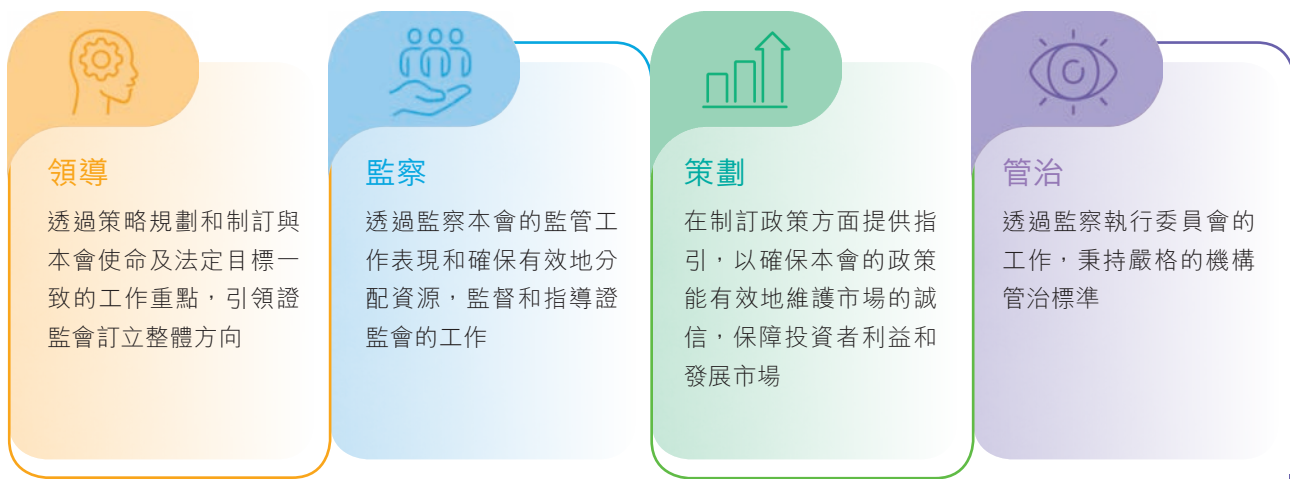 領導
透過策略規劃和制訂與
本會使命及法定目標一
致的工作重點，引領證
監會訂立整體方向
監察
透過監察本會的監管工
作表現和確保有效地分
配資源，監督和指導證
監會的工作
策劃
在制訂政策方面提供指
引，以確保本會的政策
能有效地維護市場的誠
信，保障投資者利益和
發展市場
管治
透過監察執行委員會的
工作，秉持嚴格的機構
管治標準